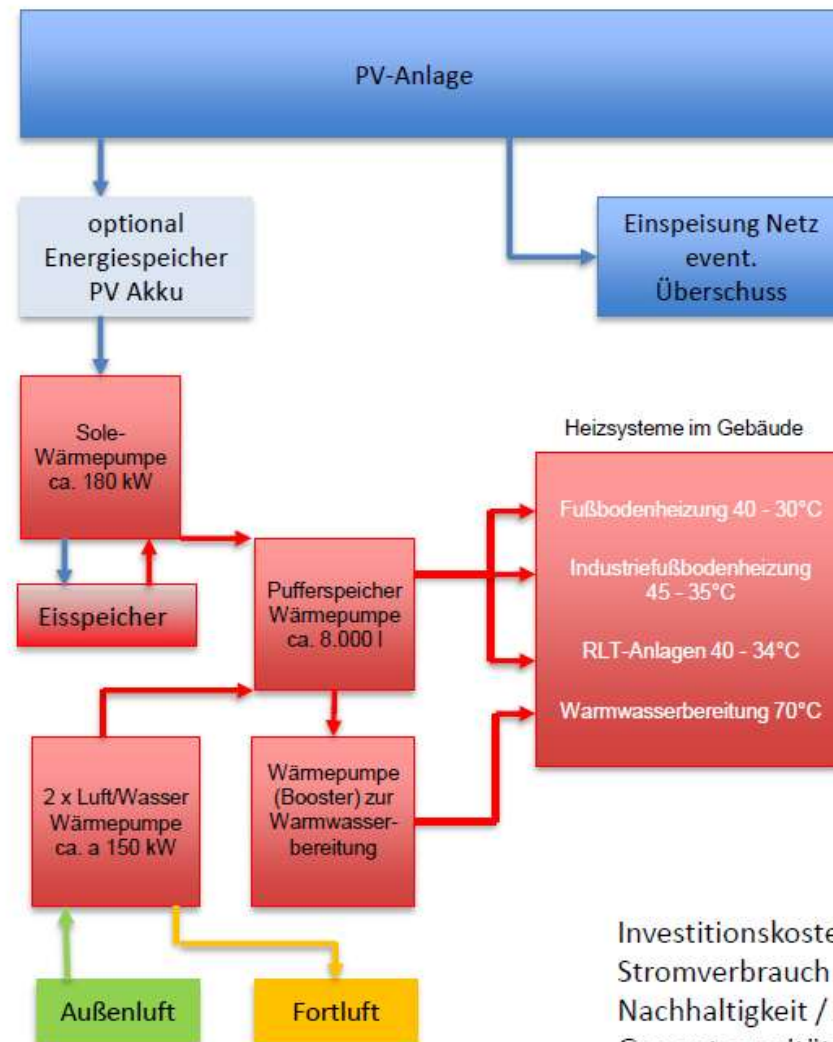 PV-Anlage
optional
Energiespeicher
PV Akku
Einspeisung Netz
event.
Überschuss
Sole-
Wärmepumpe
ca. 180 kW
Eisspeicher
Pufferspeicher
Wärmepumpe
ca. 8.000 l
Heizsysteme im Gebäude
Fußbodenheizung 40 - 30°C
Industriefußbodenheizung
45 - 35°C
RLT-Anlagen 40 - 34°C
Warmwasserbereitung 70°C
2 x Luft/Wasser
Wärmepumpe
ca. a 150 kW
Wärmepumpe
(Booster) zur
Warmwasser-
bereitung
Außenluft
Fortluft
Investitionskoste
Stromverbrauch
Nachhaltigkeit /